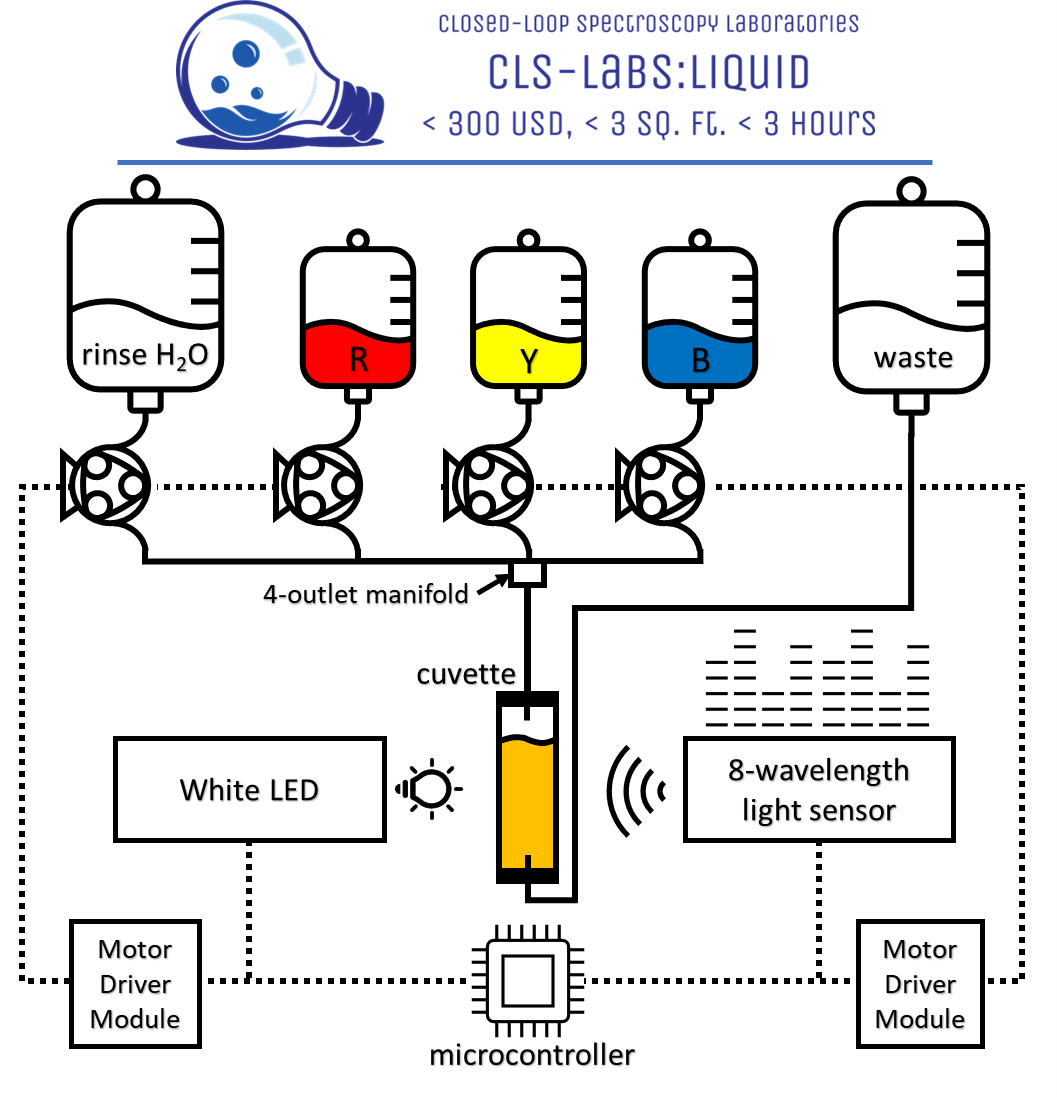 CLOSED-LOOP SPECTROSCOPY LABORATORIES
CLS-LABS:LIQUID
< 300 USD, < 3 SQ. FT. < 3 HOURS
rinse H₂O
R
Y
B
waste
4-outlet manifold
cuvette
White LED
8-wavelength
light sensor
Motor
Driver
Module
microcontroller
Motor
Driver
Module